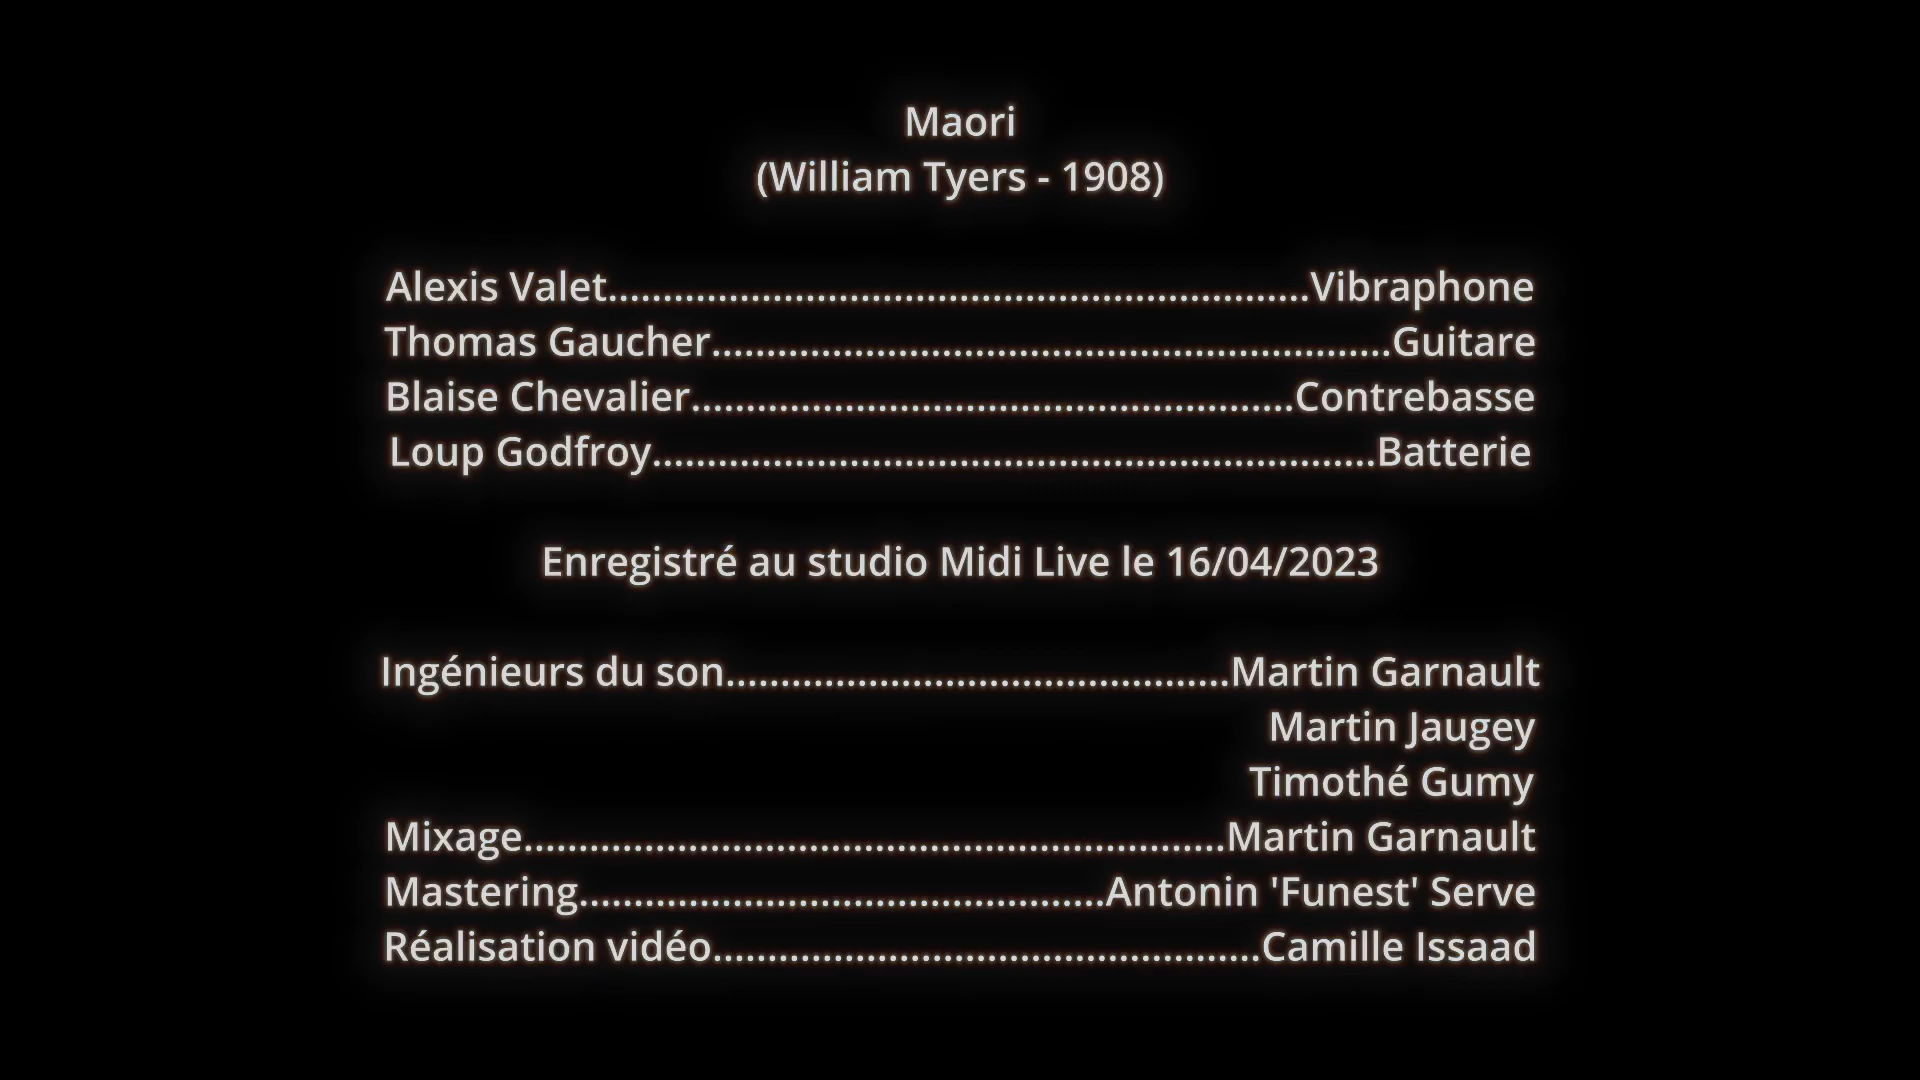 Maori
(William Tyers - 1908)
Alexis Valet................................................................Vibraphone
Thomas Gaucher..............................................................Guitare
Blaise Chevalier.......................................................Contrebasse
Loup Godfroy..................................................................Batterie
Enregistré au studio Midi Live le 16/04/2023
Ingénieurs du son..............................................Martin Garnault
Martin Jaugey
Timothé Gumy
Mixage................................................................Martin Garnault
Mastering................................................Antonin 'Funest' Serve
Réalisation vidéo..................................................Camille Issaad